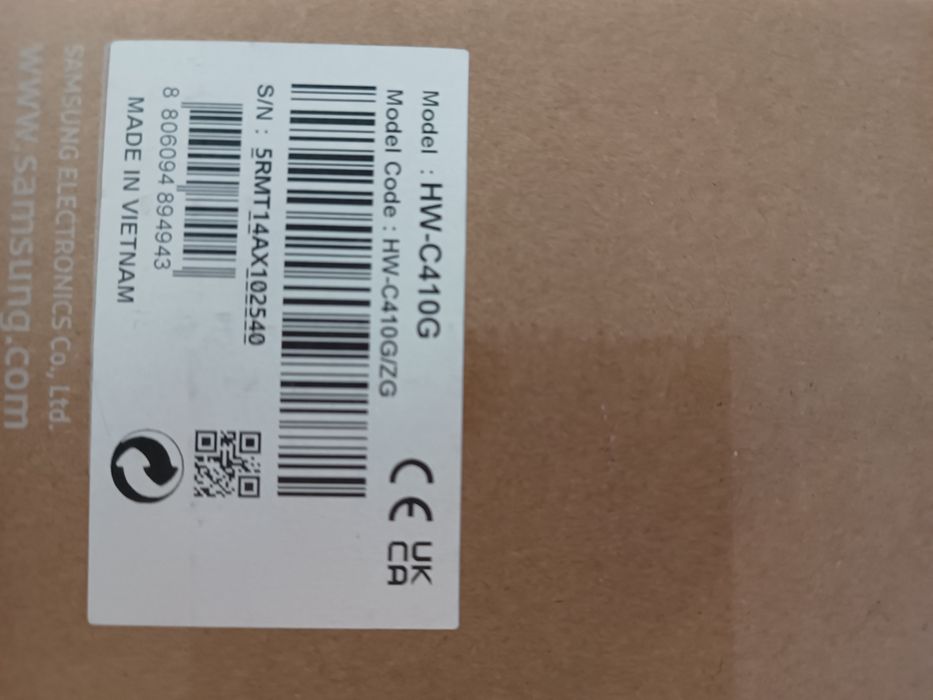 Model : HW-C410G
Model Code : HW-C410G/ZG
CE
UK
CA
S/N : 5RMT14AX102540
8 806094 894943
MADE IN VIETNAM
SAMSUNG ELECTRONICS Co., Ltd.
www.samsung.com